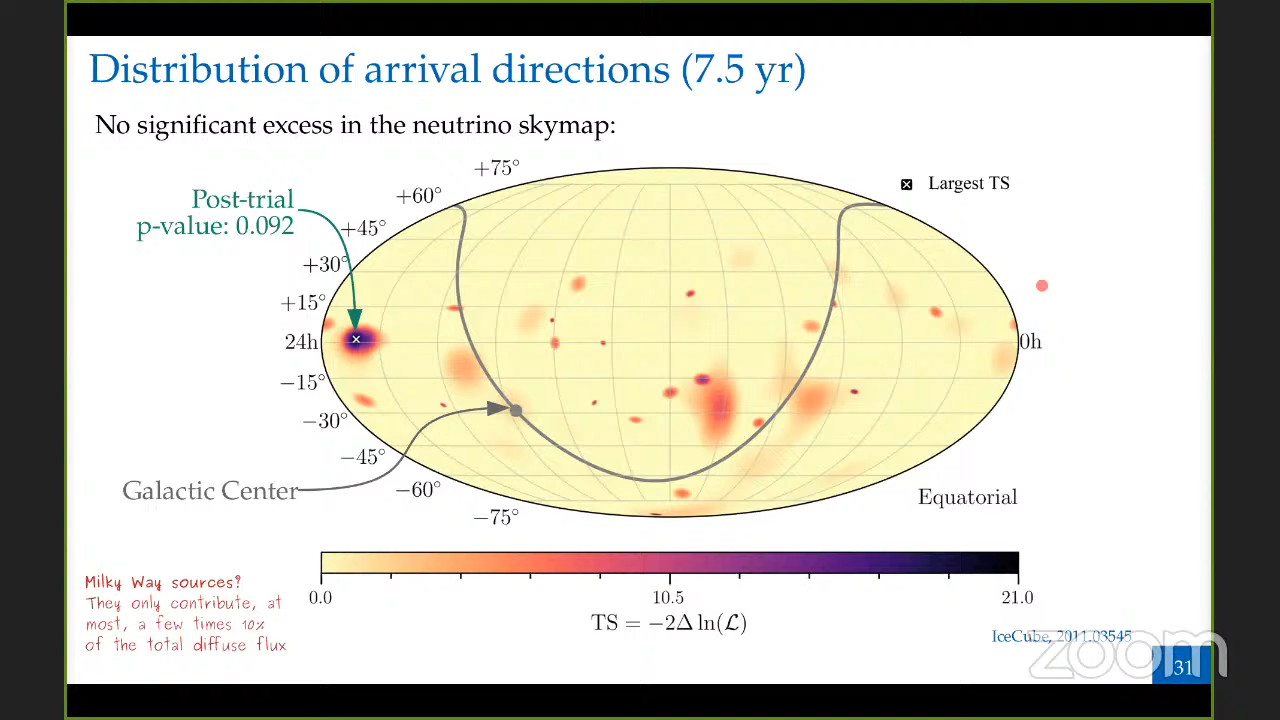 Distribution of arrival directions (7.5 yr)
No significant excess in the neutrino skymap:
+75°
+60°
+45°
+30°
+15°
24h
−15°
−30°
−45°
−60°
−75°
0h
Post-trial
p-value: 0.092
Largest TS
Galactic Center
Equatorial
0.0
10.5
21.0
TS = −2Δ ln(ℒ)
Milky Way sources?
They only contribute, at
most, a few times 10%
of the total diffuse flux
IceCube, 2011.03545
zoom
31